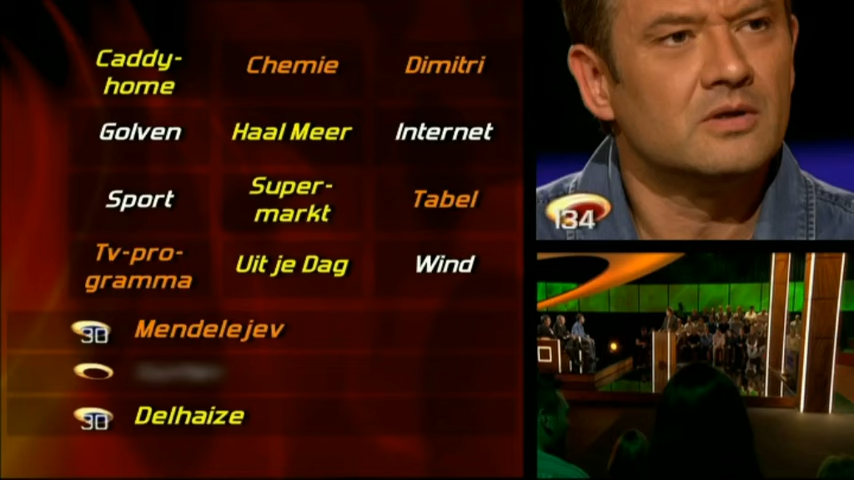 Caddy-
home
Chemie
Dimitri
Golven
Haal Meer
Internet
Sport
Super-
markt
Tabel
Tv-pro-
gramma
Uit je Dag
Wind
30 Mendelejev
30 Delhaize
134